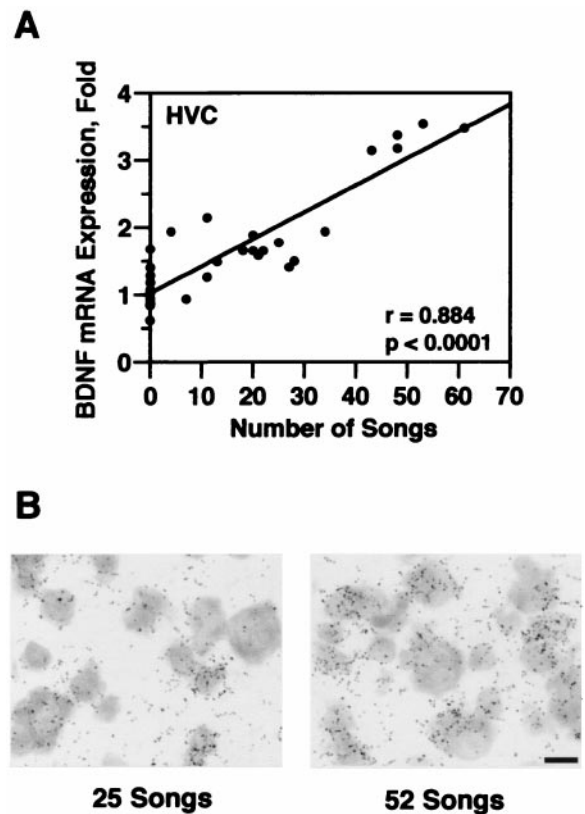 A
BDNF mRNA Expression, Fold
4
3
2
1
0
HVC
r = 0.884
p < 0.0001
0 10 20 30 40 50 60 70
Number of Songs
B
25 Songs
52 Songs